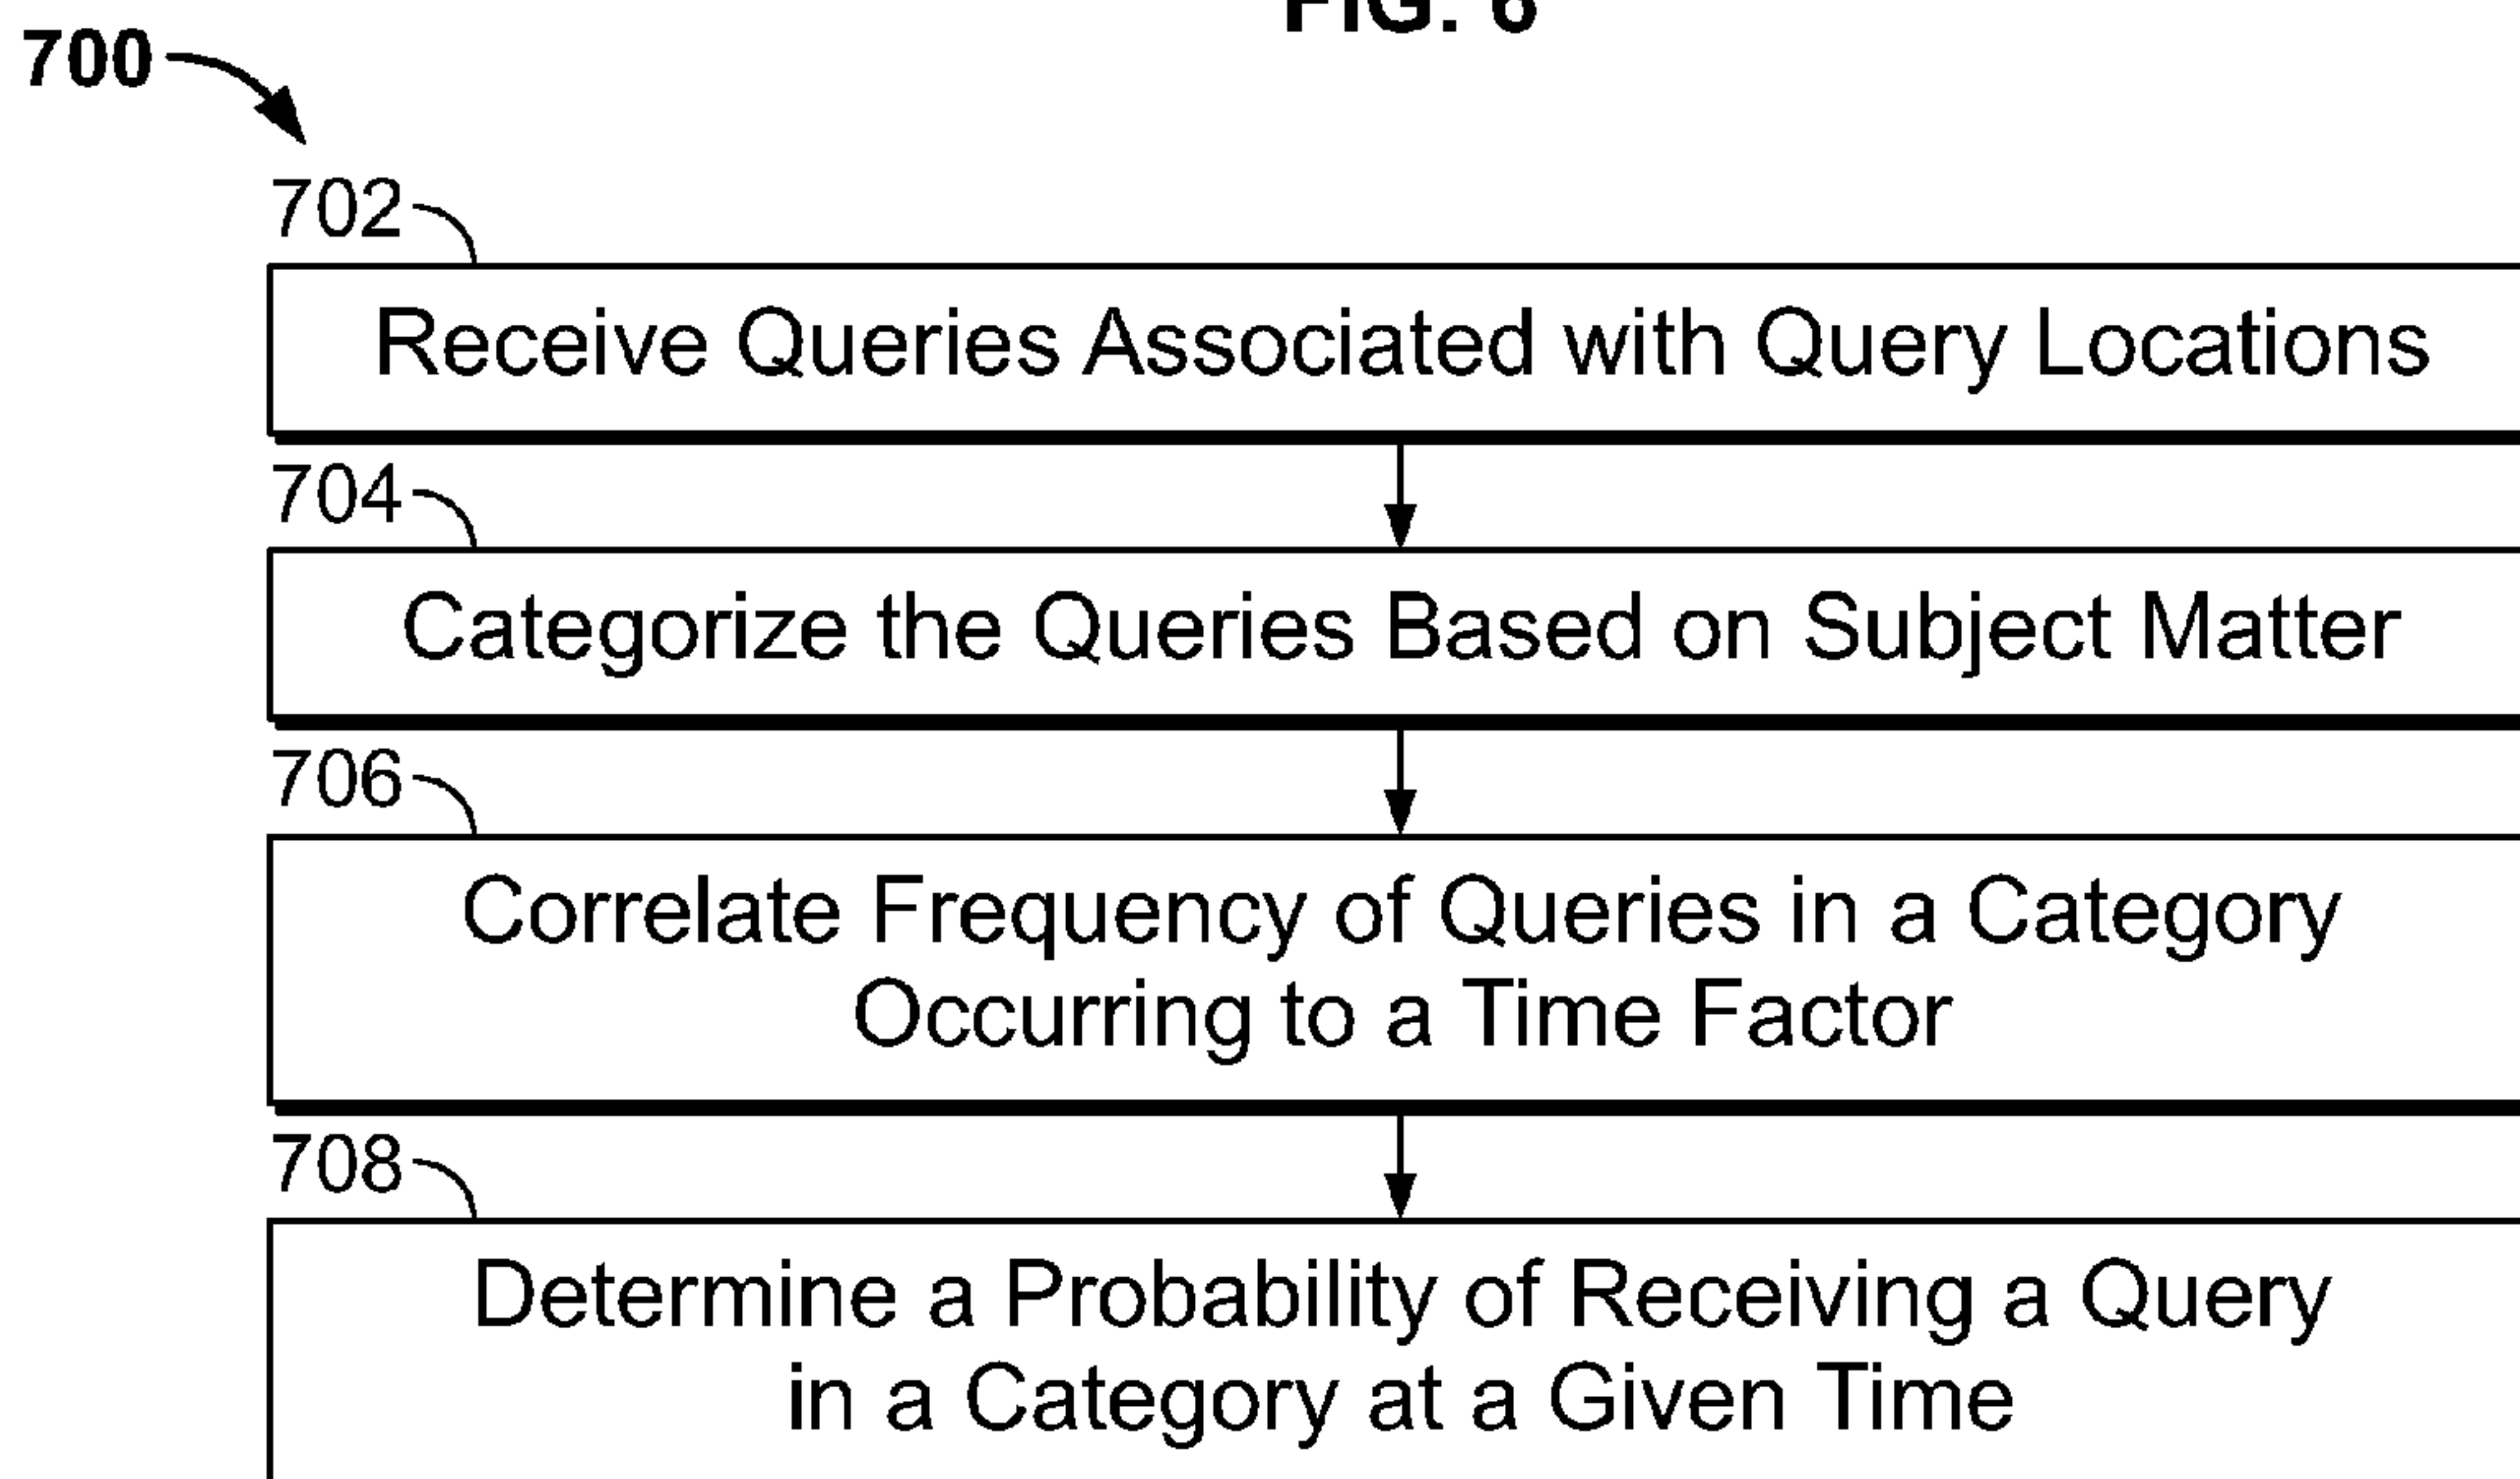 FIG. 6
700
702
Receive Queries Associated with Query Locations
704
Categorize the Queries Based on Subject Matter
706
Correlate Frequency of Queries in a Category
Occurring to a Time Factor
708
Determine a Probability of Receiving a Query
in a Category at a Given Time